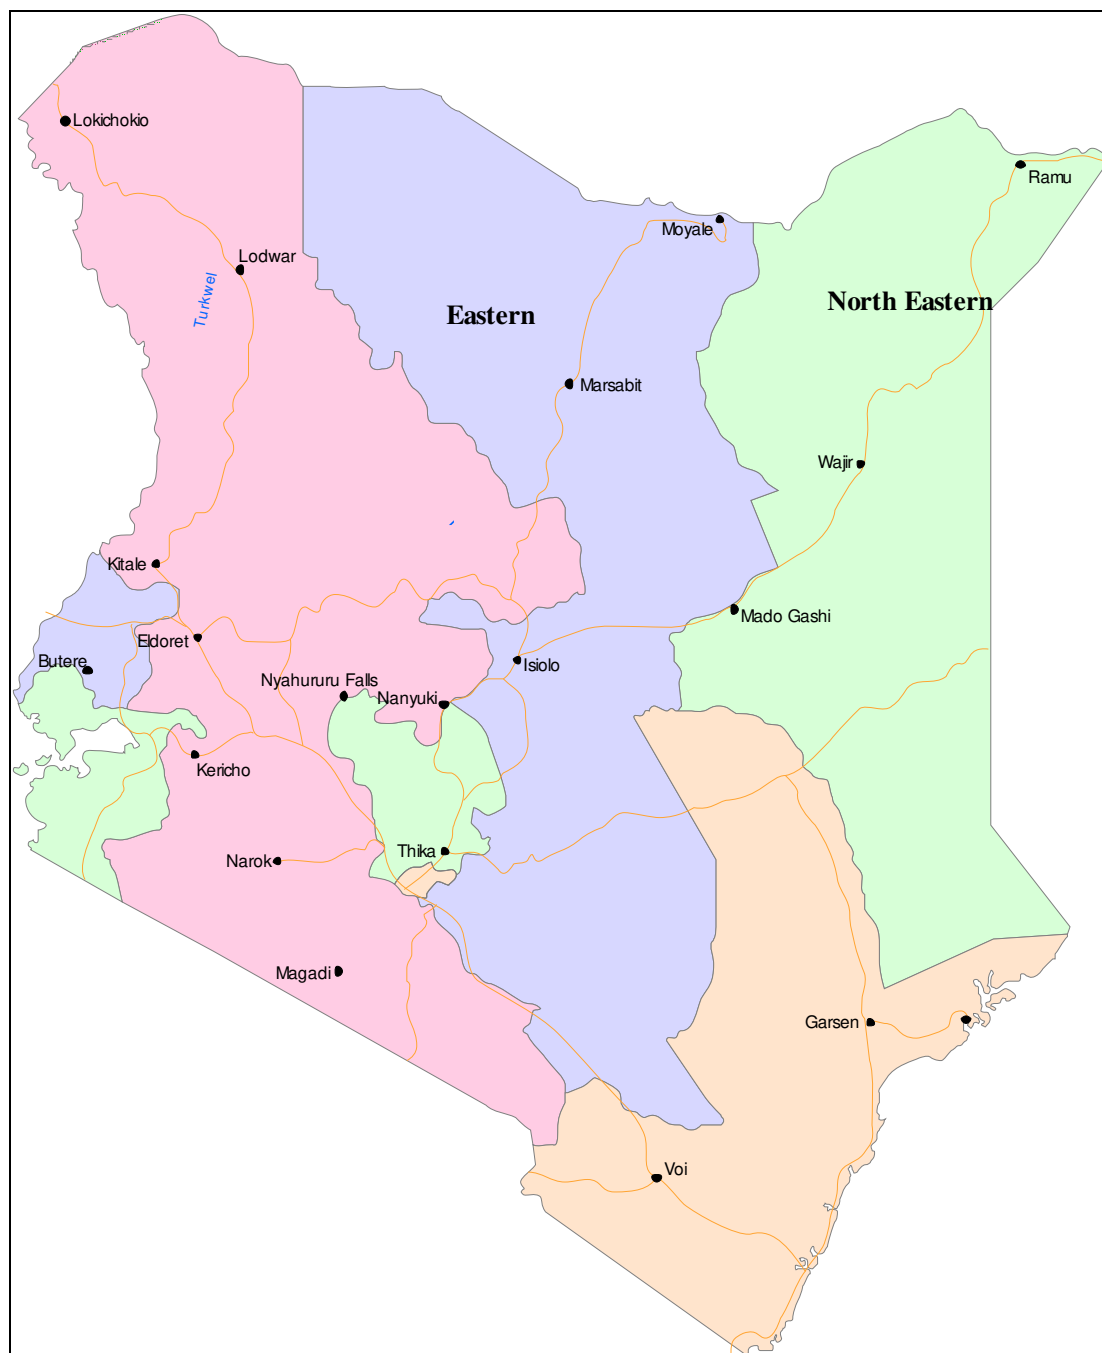 Lokichokio
Ramu
Moyale
Lodwar
Turkwel
Eastern
North Eastern
Marsabit
Wajir
Kitale
Mado Gashi
Eldoret
Butere
Isiolo
Nyahururu Falls
Nanyuki
Kericho
Thika
Narok
Magadi
Garsen
Voi